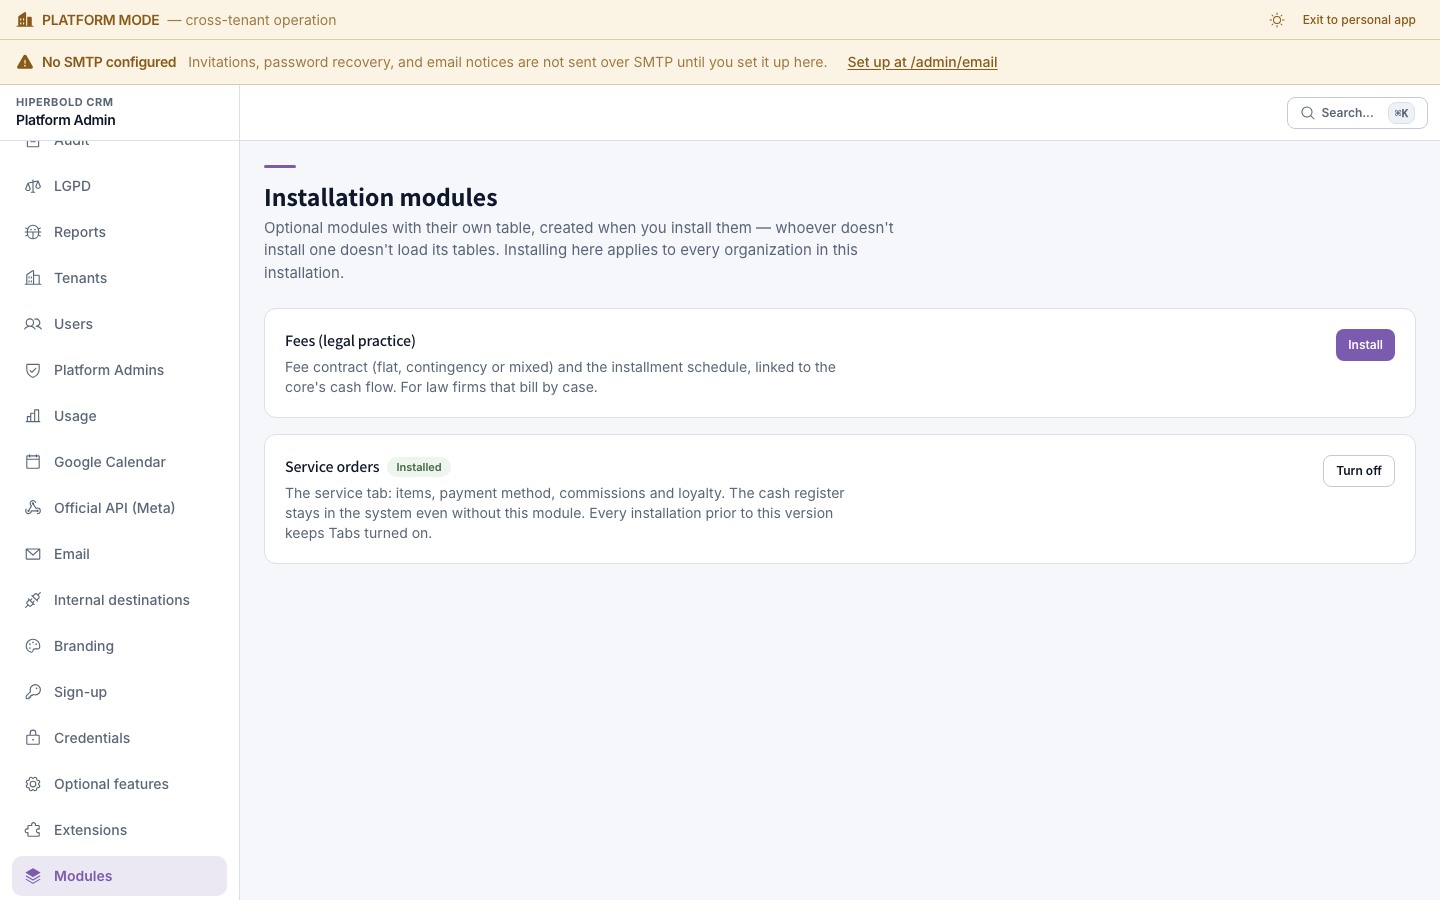 PLATFORM MODE — cross-tenant operation
Exit to personal app
No SMTP configured Invitations, password recovery, and email notices are not sent over SMTP until you set it up here. Set up at /admin/email
HIPERBOLD CRM
Platform Admin
Search... ⌘K
Audit
LGPD
Reports
Tenants
Users
Platform Admins
Usage
Google Calendar
Official API (Meta)
Email
Internal destinations
Branding
Sign-up
Credentials
Optional features
Extensions
Modules
Installation modules
Optional modules with their own table, created when you install them — whoever doesn't
install one doesn't load its tables. Installing here applies to every organization in this
installation.
Fees (legal practice)
Install
Fee contract (flat, contingency or mixed) and the installment schedule, linked to the
core's cash flow. For law firms that bill by case.
Service orders Installed
Turn off
The service tab: items, payment method, commissions and loyalty. The cash register
stays in the system even without this module. Every installation prior to this version
keeps Tabs turned on.